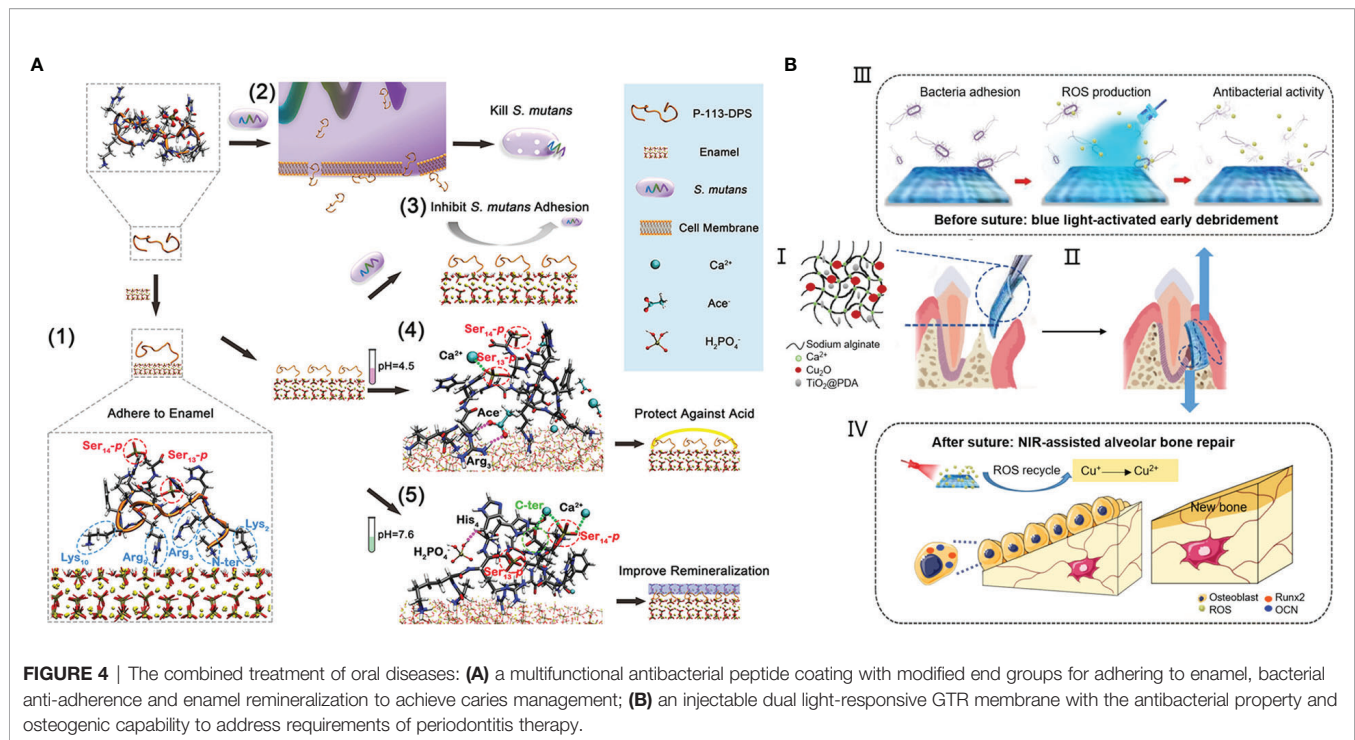 A
(2)
Kill S. mutans
(3)
Inhibit S. mutans Adhesion
(1)
Adhere to Enamel
Ser14-p
Ser13-p
Lys10
Arg3
Lys2
N-ter
(4)
pH=4.5
Ser14-p
Ca2+
Ser13-p
Ace-
Arg3
Protect Against Acid
(5)
pH=7.6
C-ter
Ca2+
His4
Ser14-p
H2PO4-
Ser13-p
Improve Remineralization
P-113-DPS
Enamel
S. mutans
Cell Membrane
Ca2+
Ace-
H2PO4-
B
III
Bacteria adhesion ROS production Antibacterial activity
Before suture: blue light-activated early debridement
I
II
Sodium alginate
Ca2+
Cu2O
TiO2@PDA
IV
After suture: NIR-assisted alveolar bone repair
ROS recycle
Cu+ → Cu2+
New bone
Osteoblast Runx2
ROS OCN
FIGURE 4 | The combined treatment of oral diseases: (A) a multifunctional antibacterial peptide coating with modified end groups for adhering to enamel, bacterial
anti-adherence and enamel remineralization to achieve caries management; (B) an injectable dual light-responsive GTR membrane with the antibacterial property and
osteogenic capability to address requirements of periodontitis therapy.